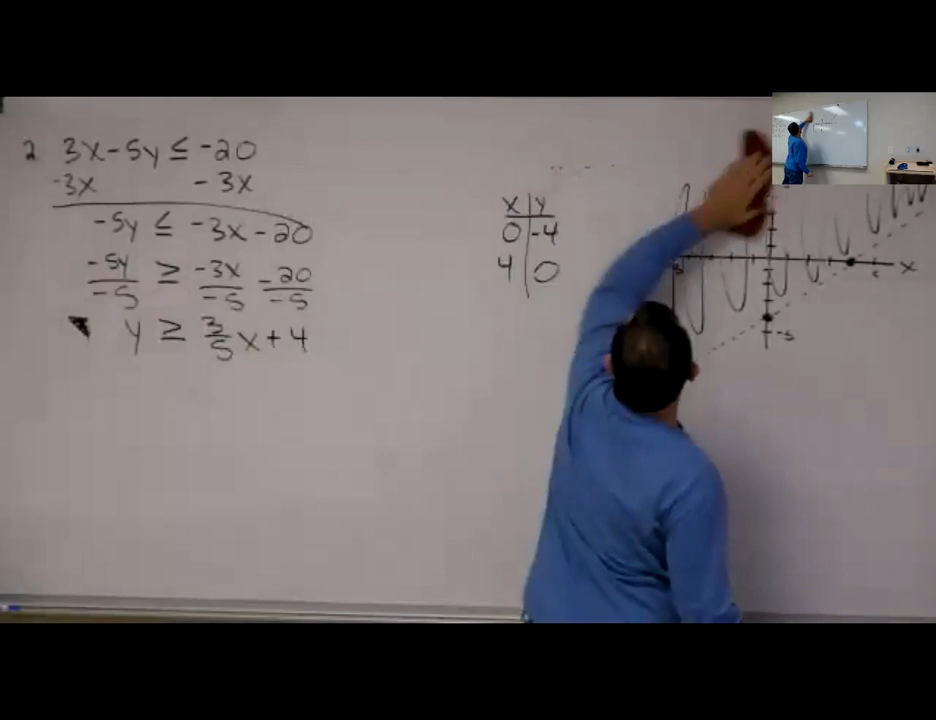 2 3x-5y ≤ -20
-3x -3x
-5y ≤ -3x-20
-5y/-5 ≥ -3x/-5 -20/-5
y ≥ 3/5x+4
x y
0 -4
4 0
x
-5